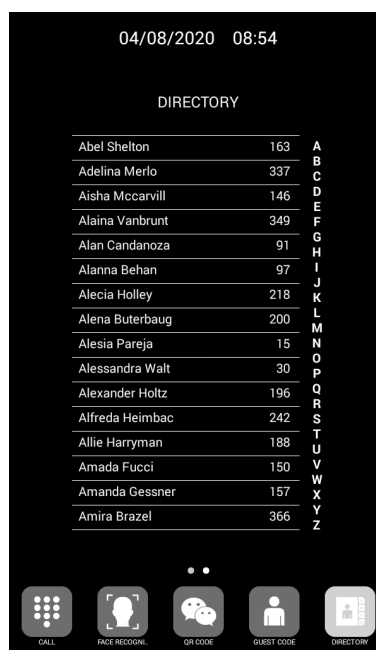 04/08/2020 08:54
DIRECTORY
Abel Shelton 163
Adelina Merlo 337
Aisha Mccarvill 146
Alaina Vanbrunt 349
Alan Candanoza 91
Alanna Behan 97
Alecia Holley 218
Alena Buterbaug 200
Alesia Pareja 15
Alessandra Walt 30
Alexander Holtz 196
Alfreda Heimbac 242
Allie Harryman 188
Amada Fucci 150
Amanda Gessner 157
Amira Brazel 366
A
B
C
D
E
F
G
H
I
J
K
L
M
N
O
P
Q
R
S
T
U
V
W
X
Y
Z
CALL
FACE RECOGNI..
QR CODE
GUEST CODE
DIRECTORY